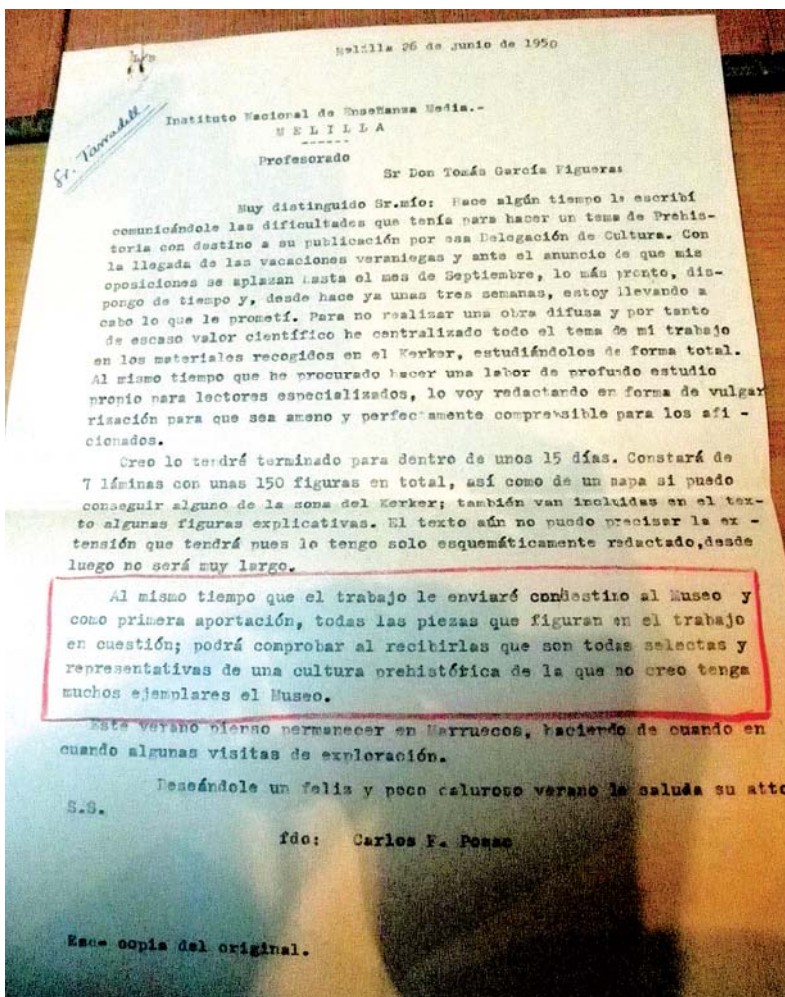 Melilla 26 de Junio de 1950
Sr. Tarradell
Instituto Nacional de Enseñanza Media.-
M E L I L L A
------
Profesorado
Sr Don Tomás García Figueras
Muy distinguido Sr.mío: Hace algún tiempo le escribí
comunicándole las dificultades que tenía para hacer un tema de Prehis-
toria con destino a su publicación por esa Delegación de Cultura. Con
la llegada de las vacaciones veraniegas y ante el anuncio de que mis
oposiciones se aplazan hasta el mes de Septiembre, lo más pronto, dis-
pongo de tiempo y, desde hace ya unas tres semanas, estoy llevando a
cabo lo que le prometí. Para no realizar una obra difusa y por tanto
de escaso valor científico he centralizado todo el tema de mi trabajo
en los materiales recogidos en el Kerker, estudiándolos de forma total.
Al mismo tiempo que he procurado hacer una labor de profundo estudio
propio para lectores especializados, lo voy redactando en forma de vulgar
rización para que sea ameno y perfectamente comprensible para los afi -
cionados.
Creo lo tendré terminado para dentro de unos 15 días. Constará de
7 láminas con unas 150 figuras en total, así como de un mapa si puedo
conseguir alguno de la zona del Kerker; también van incluidas en el tex-
to algunas figuras explicativas. El texto aún no puedo precisar la ex -
tensión que tendrá pues lo tengo solo esquemáticamente redactado,desde
luego no será muy largo.
Al mismo tiempo que el trabajo le enviaré con destino al Museo y
como primera aportación, todas las piezas que figuran en el trabajo
en cuestión; podrá comprobar al recibirlas que son todas selectas y
representativas de una cultura prehistórica de la que no creo tenga
muchos ejemplares el Museo.
Este verano pienso permanecer en Marruecos, haciendo de cuando en
cuando algunas visitas de exploración.
Deseándole un feliz y poco caluroso verano le saluda su atto
S.S.
fdo: Carlos F. Posac
copia del original.